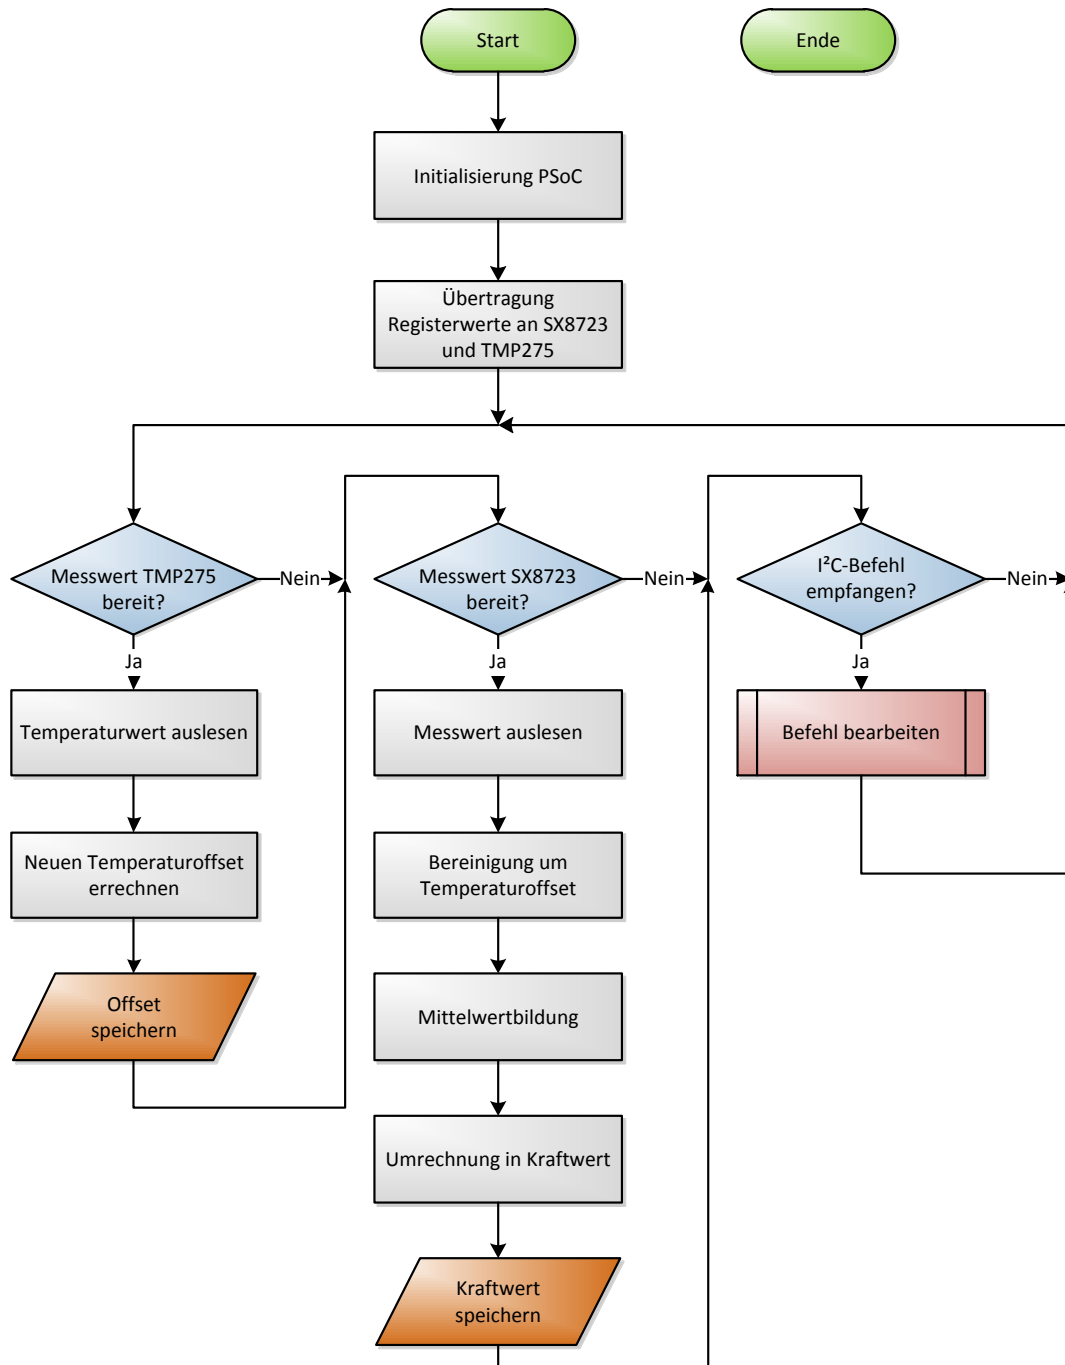 Start
Ende
Initialisierung PSoC
Übertragung
Registerwerte an SX8723
und TMP275
Messwert TMP275
bereit?
Nein
Messwert SX8723
bereit?
Nein
I²C-Befehl
empfangen?
Nein
Ja
Ja
Ja
Temperaturwert auslesen
Messwert auslesen
Befehl bearbeiten
Neuen Temperaturoffset
errechnen
Bereinigung um
Temperaturoffset
Offset
speichern
Mittelwertbildung
Umrechnung in Kraftwert
Kraftwert
speichern